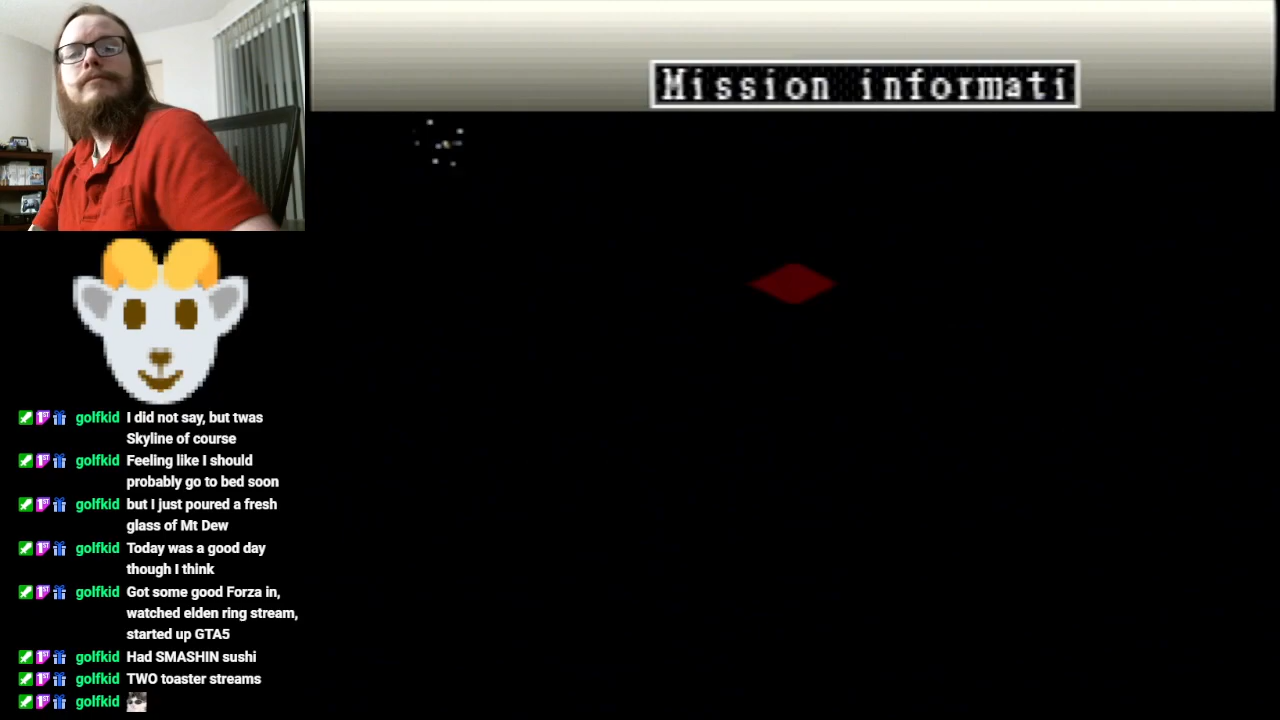 Mission informati
golfkid I did not say, but twas
Skyline of course
golfkid Feeling like I should
probably go to bed soon
golfkid but I just poured a fresh
glass of Mt Dew
golfkid Today was a good day
though I think
golfkid Got some good Forza in,
watched elden ring stream,
started up GTA5
golfkid Had SMASHIN sushi
golfkid TWO toaster streams
golfkid